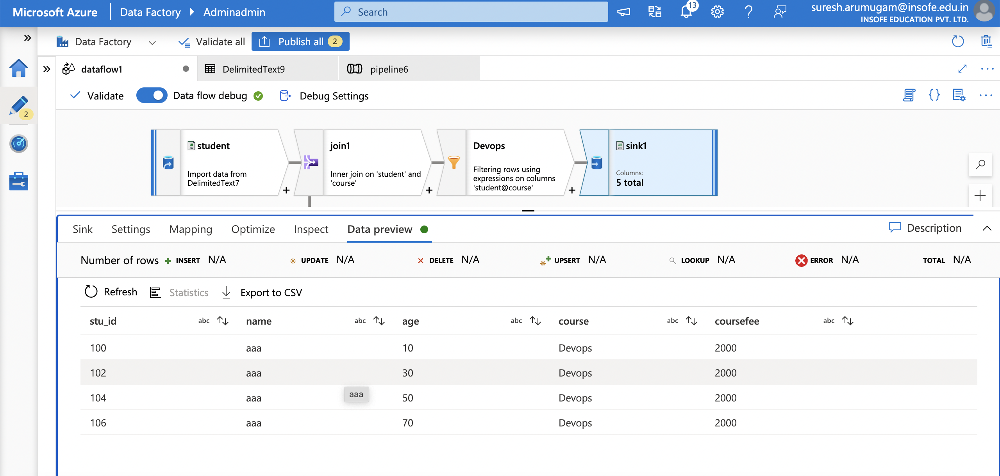 Microsoft Azure
Data Factory
Adminadmin
Search
13
suresh.arumugam@insofe.edu.in
INSOFE EDUCATION PVT. LTD.
Data Factory
Validate all
Publish all 2
dataflow1
DelimitedText9
pipeline6
2
Validate
Data flow debug
Debug Settings
student
Import data from
DelimitedText7
join1
Inner join on 'student' and
'course'
Devops
Filtering rows using
expressions on columns
'student@course'
sink1
Columns:
5 total
Sink
Settings
Mapping
Optimize
Inspect
Data preview
Description
Number of rows
INSERT N/A
UPDATE N/A
DELETE N/A
UPSERT N/A
LOOKUP N/A
ERROR N/A
TOTAL N/A
Refresh
Statistics
Export to CSV
stu_id abc name abc age abc course abc coursefee abc
100 aaa 10 Devops 2000
102 aaa 30 Devops 2000
aaa
104 aaa 50 Devops 2000
106 aaa 70 Devops 2000